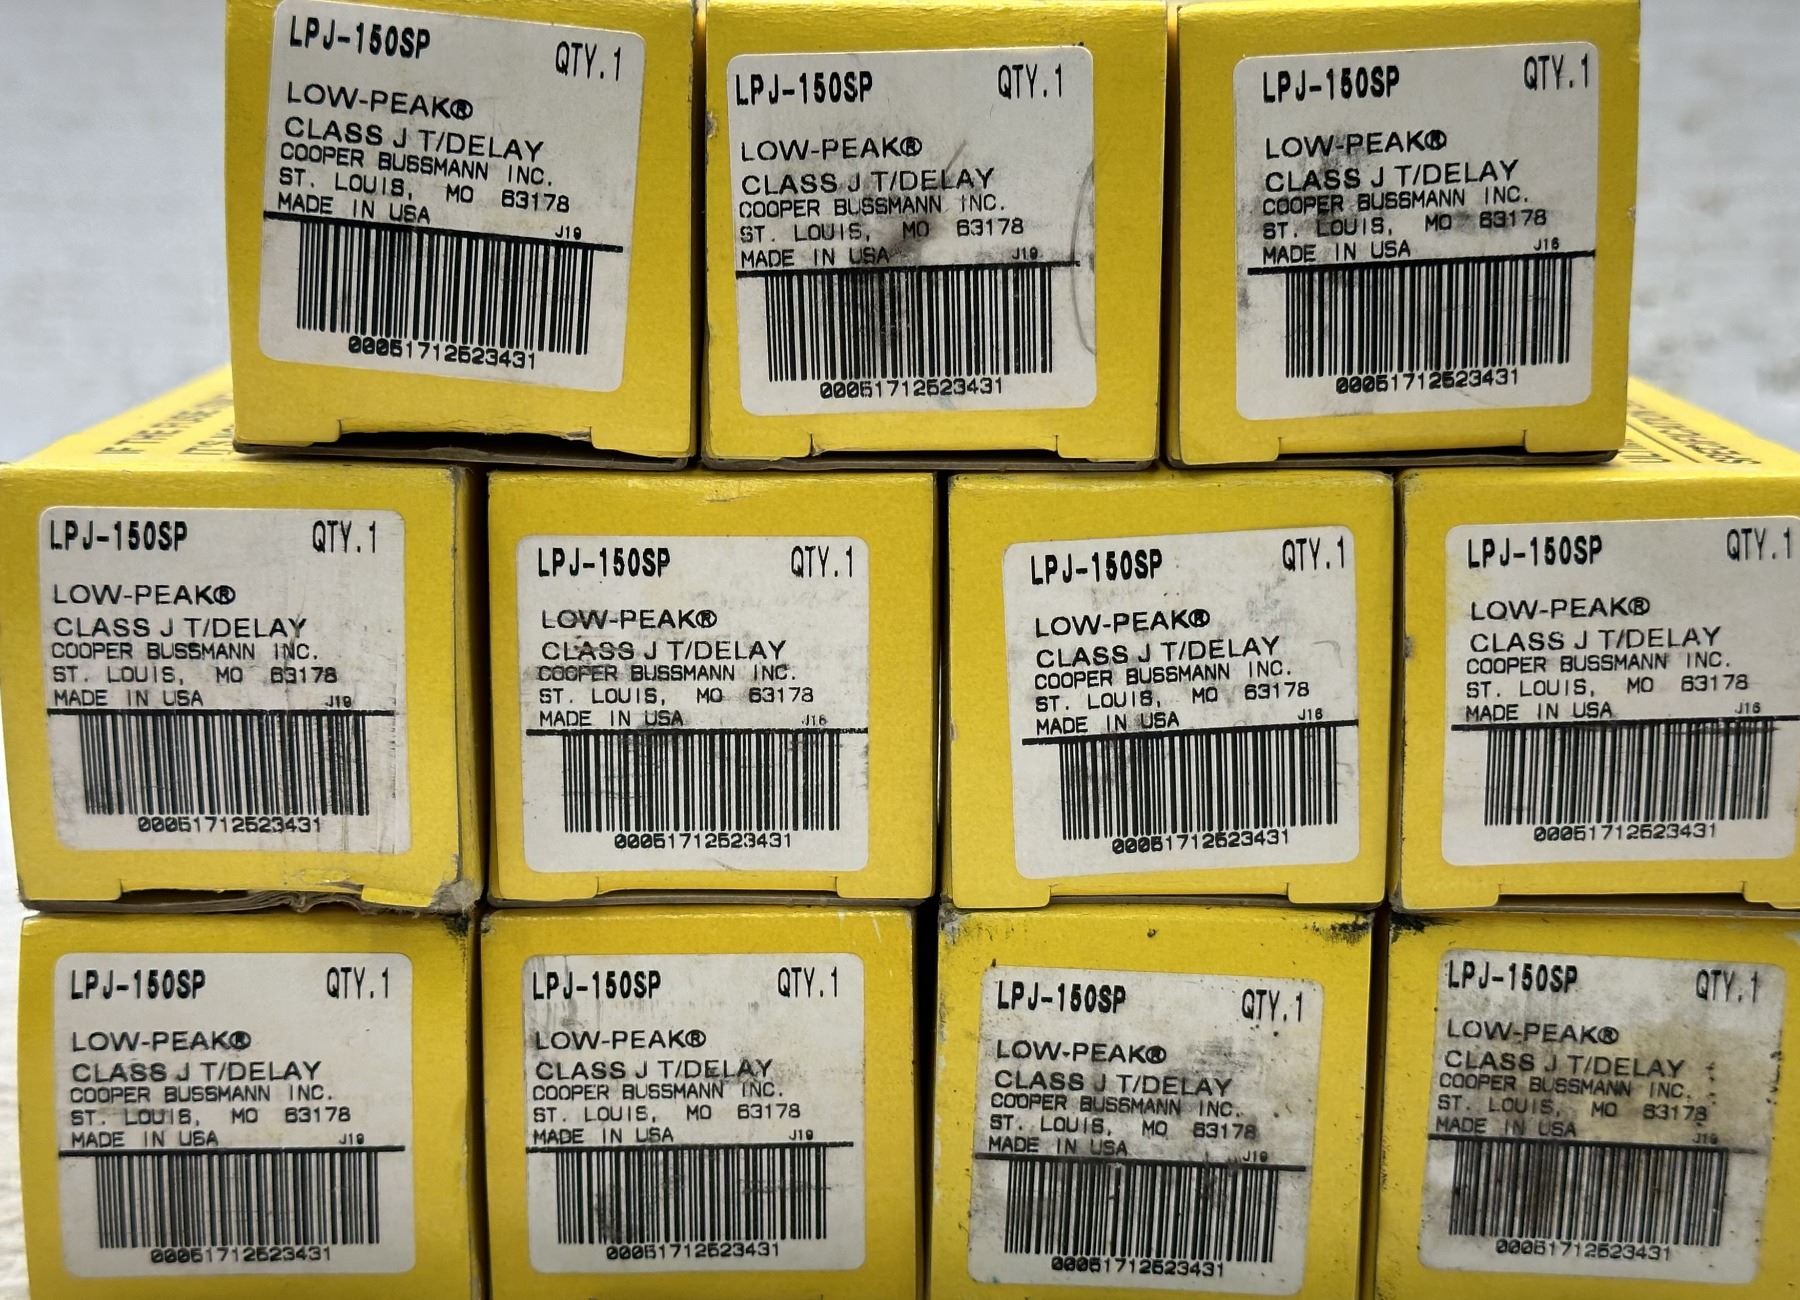 LPJ-150SP QTY.1
LOW-PEAK®
CLASS J T/DELAY
COOPER BUSSMANN INC.
ST. LOUIS, MO 63178
MADE IN USA J19
00051712523431
LPJ-150SP QTY.1
LOW-PEAK®
CLASS J T/DELAY
COOPER BUSSMANN INC.
ST. LOUIS, MO 63178
MADE IN USA J19
00051712523431
LPJ-150SP QTY.1
LOW-PEAK®
CLASS J T/DELAY
COOPER BUSSMANN INC.
ST. LOUIS, MO 63178
MADE IN USA J16
00051712523431
IF THE FUSE
LPJ-150SP QTY.1
LOW-PEAK®
CLASS J T/DELAY
COOPER BUSSMANN INC.
ST. LOUIS, MO 63178
MADE IN USA J19
00051712523431
LPJ-150SP QTY.1
LOW-PEAK®
CLASS J T/DELAY
COOPER BUSSMANN INC.
ST. LOUIS, MO 63178
MADE IN USA J16
00051712523431
LPJ-150SP QTY.1
LOW-PEAK®
CLASS J T/DELAY
COOPER BUSSMANN INC.
ST. LOUIS, MO 63178
MADE IN USA J16
00051712523431
LPJ-150SP QTY.1
LOW-PEAK®
CLASS J T/DELAY
COOPER BUSSMANN INC.
ST. LOUIS, MO 63178
MADE IN USA J16
00051712523431
LPJ-150SP QTY.1
LOW-PEAK®
CLASS J T/DELAY
COOPER BUSSMANN INC.
ST. LOUIS, MO 63178
MADE IN USA J19
00051712523431
LPJ-150SP QTY.1
LOW-PEAK®
CLASS J T/DELAY
COOPER BUSSMANN INC.
ST. LOUIS, MO 63178
MADE IN USA J19
00051712523431
LPJ-150SP QTY.1
LOW-PEAK®
CLASS J T/DELAY
COOPER BUSSMANN INC.
ST. LOUIS, MO 63178
MADE IN USA J19
00051712523431
LPJ-150SP QTY.1
LOW-PEAK®
CLASS J T/DELAY
COOPER BUSSMANN INC.
ST. LOUIS, MO 63178
MADE IN USA
00051712523431